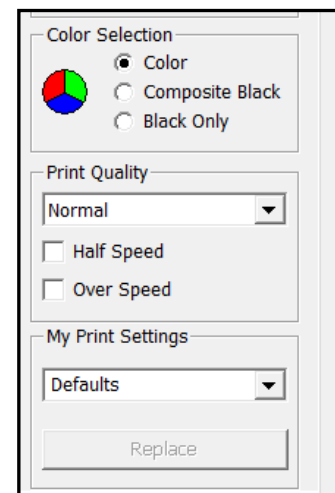 Color Selection
Color
Composite Black
Black Only
Print Quality
Normal
Half Speed
Over Speed
My Print Settings
Defaults
Replace